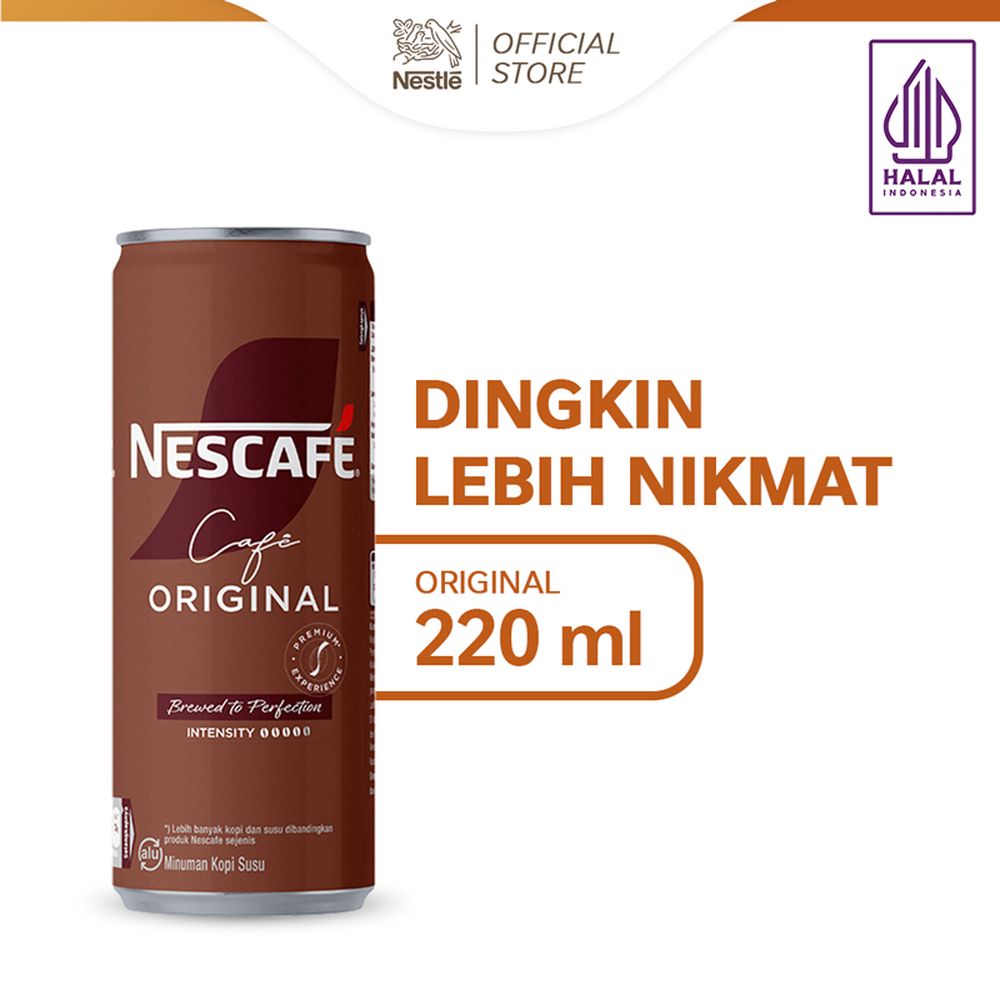 Nestlé
OFFICIAL
STORE
HALAL
INDONESIA
NESCAFÉ
Café
ORIGINAL
PREMIUM*
EXPERIENCE
Brewed to Perfection
INTENSITY
*) Lebih banyak kopi dan susu dibandingkan
produk Nescafe sejenis
alu
Minuman Kopi Susu
DINGKIN
LEBIH NIKMAT
ORIGINAL
220 ml